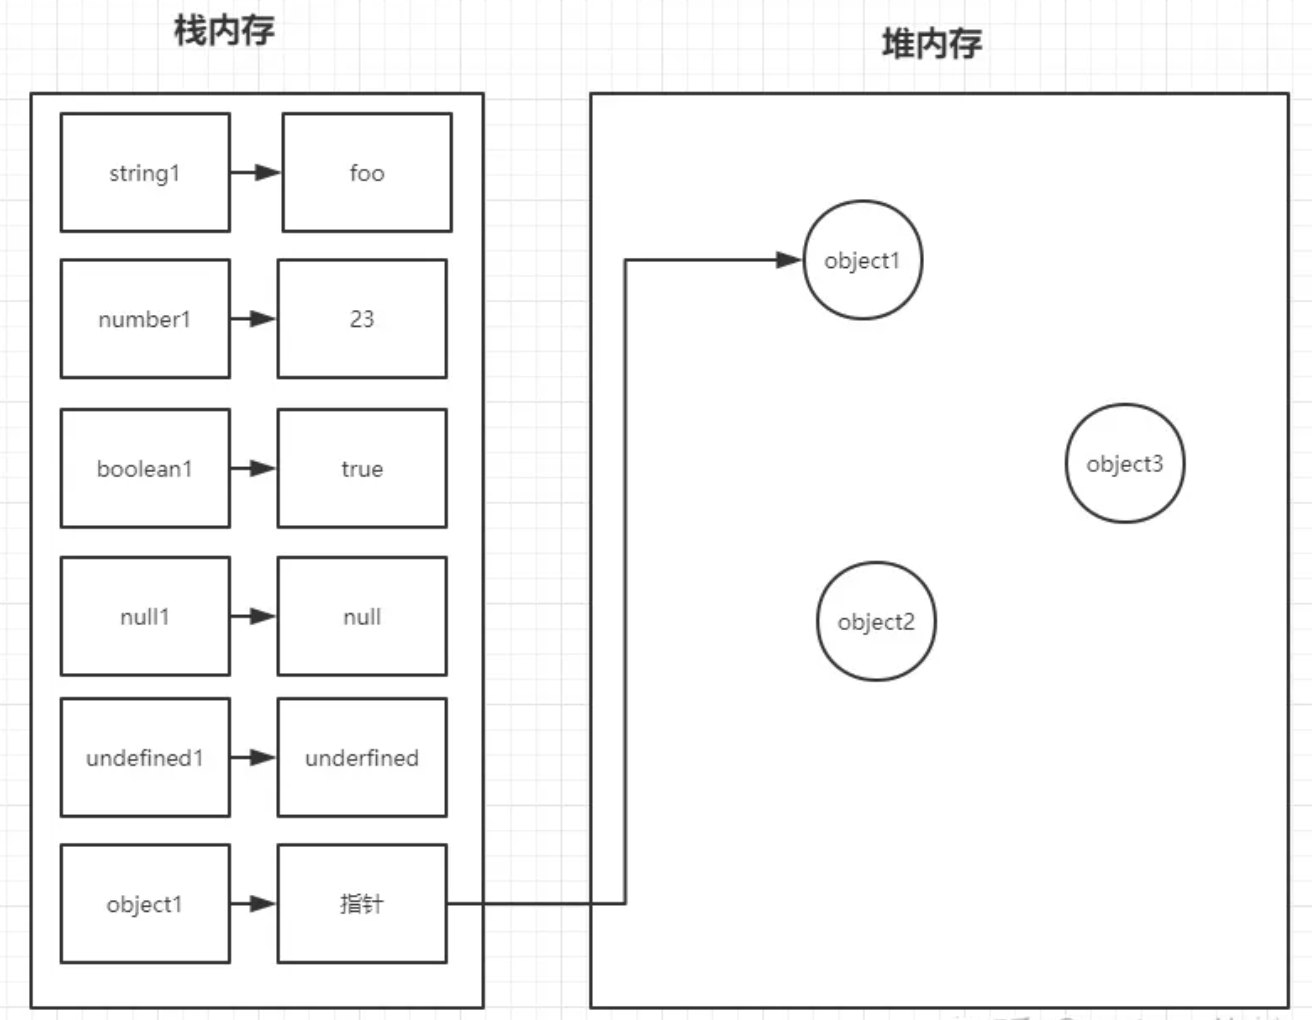 栈内存
堆内存
string1
foo
number1
23
boolean1
true
null1
null
undefined1
underfined
object1
指针
object1
object3
object2